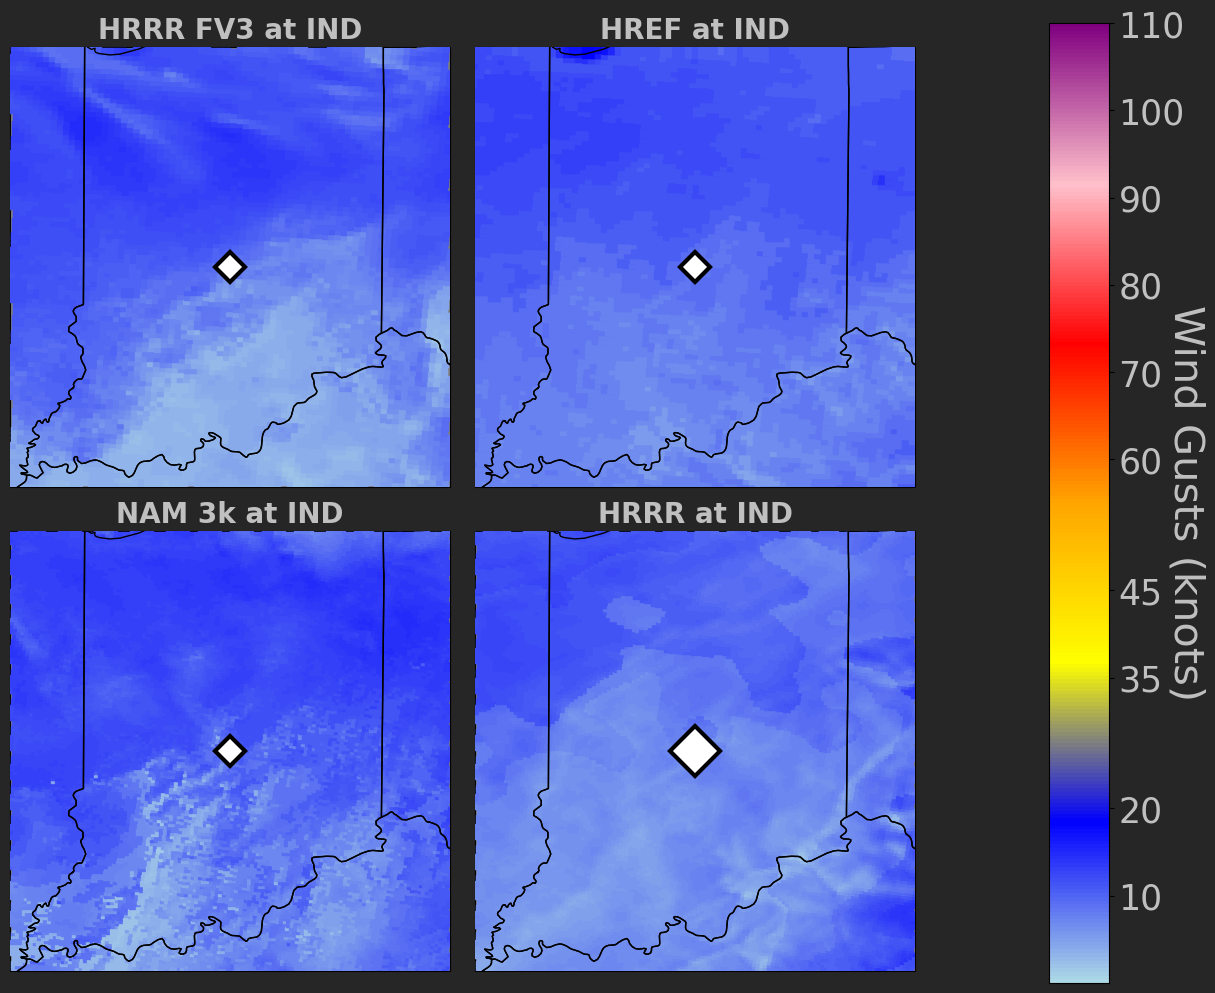 HRRR FV3 at IND
HREF at IND
NAM 3k at IND
HRRR at IND
110
100
90
80
70
60
45
35
20
10
Wind Gusts (knots)